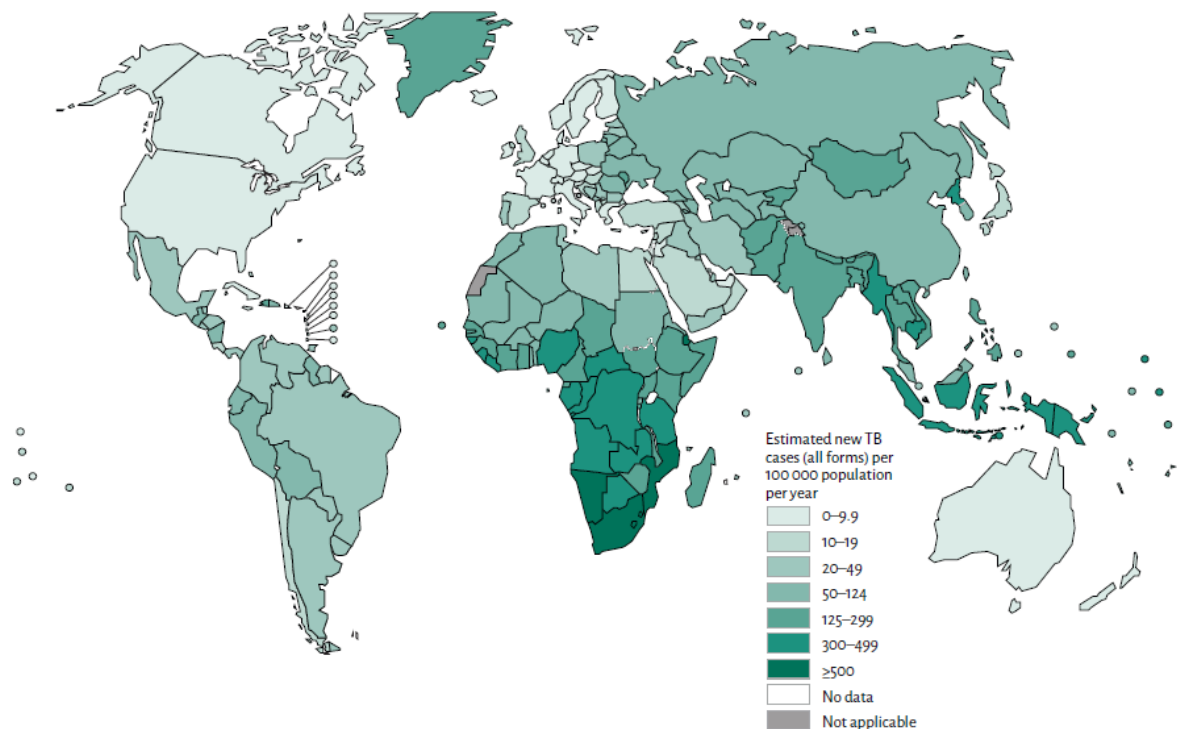 Estimated new TB
cases (all forms) per
100 000 population
per year
0–9.9
10–19
20–49
50–124
125–299
300–499
≥500
No data
Not applicable